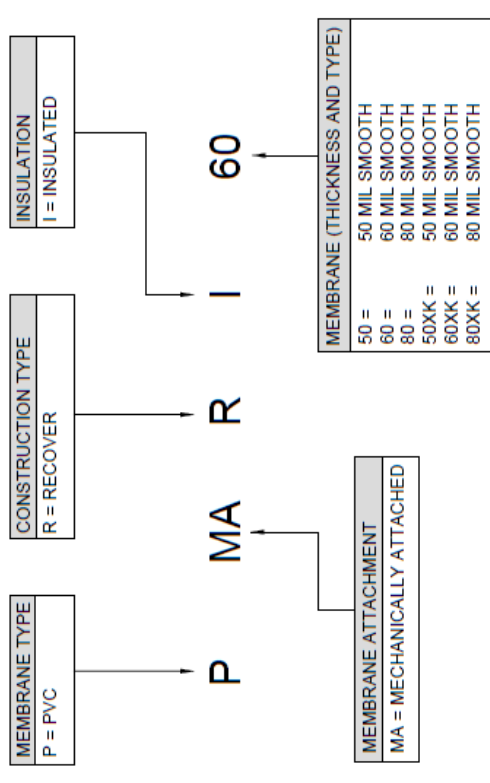 MEMBRANE TYPE
P = PVC
CONSTRUCTION TYPE
R = RECOVER
INSULATION
I = INSULATED
P MA R I 60
MEMBRANE ATTACHMENT
MA = MECHANICALLY ATTACHED
MEMBRANE (THICKNESS AND TYPE)
50 = 50 MIL SMOOTH
60 = 60 MIL SMOOTH
80 = 80 MIL SMOOTH
50XK = 50 MIL SMOOTH
60XK = 60 MIL SMOOTH
80XK = 80 MIL SMOOTH